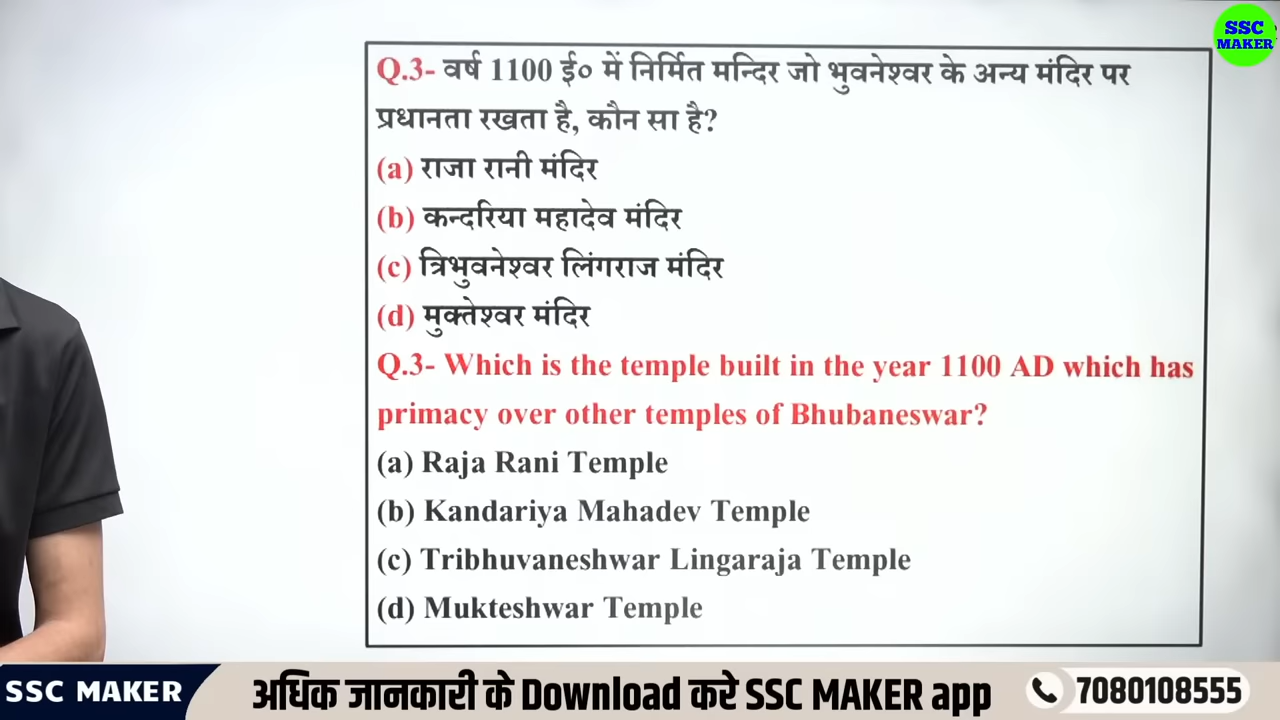 SSC
MAKER
Q.3- वर्ष 1100 ई० में निर्मित मन्दिर जो भुवनेश्वर के अन्य मंदिर पर
प्रधानता रखता है, कौन सा है?
(a) राजा रानी मंदिर
(b) कन्दरिया महादेव मंदिर
(c) त्रिभुवनेश्वर लिंगराज मंदिर
(d) मुक्तेश्वर मंदिर
Q.3- Which is the temple built in the year 1100 AD which has
primacy over other temples of Bhubaneswar?
(a) Raja Rani Temple
(b) Kandariya Mahadev Temple
(c) Tribhuvaneshwar Lingaraja Temple
(d) Mukteshwar Temple
SSC MAKER अधिक जानकारी के Download करे SSC MAKER app 7080108555